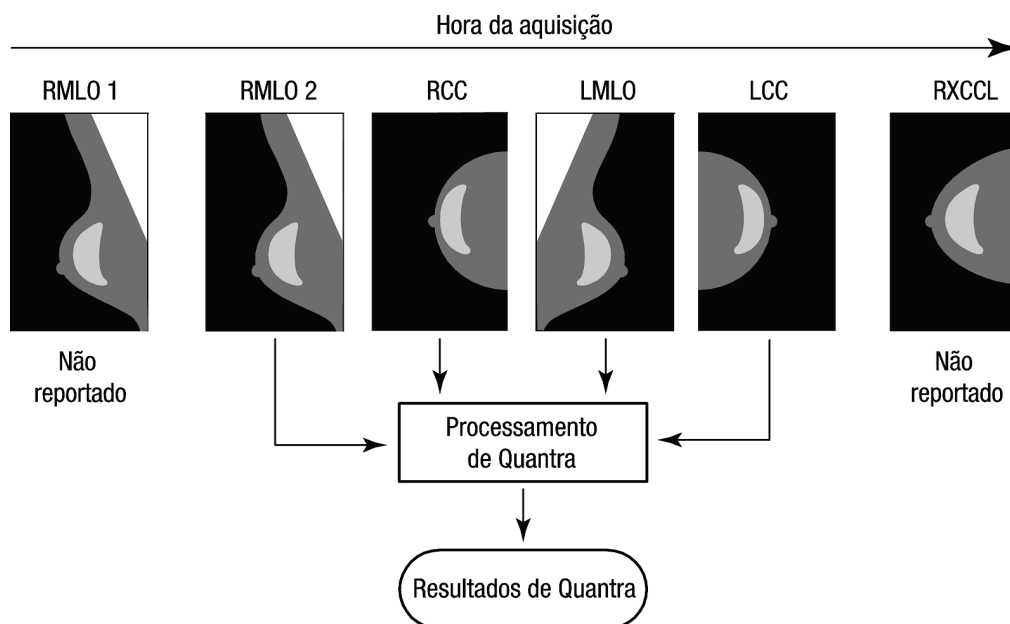 Hora da aquisição
RMLO 1
RMLO 2
RCC
LMLO
LCC
RXCCL
Não
reportado
Não
reportado
Processamento
de Quantra
Resultados de Quantra